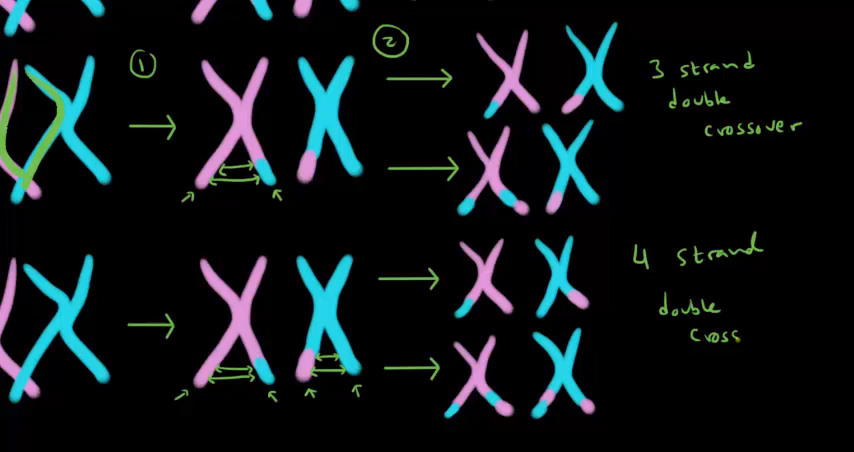 1
2
3 strand
double
crossover
4 strand
double
cross